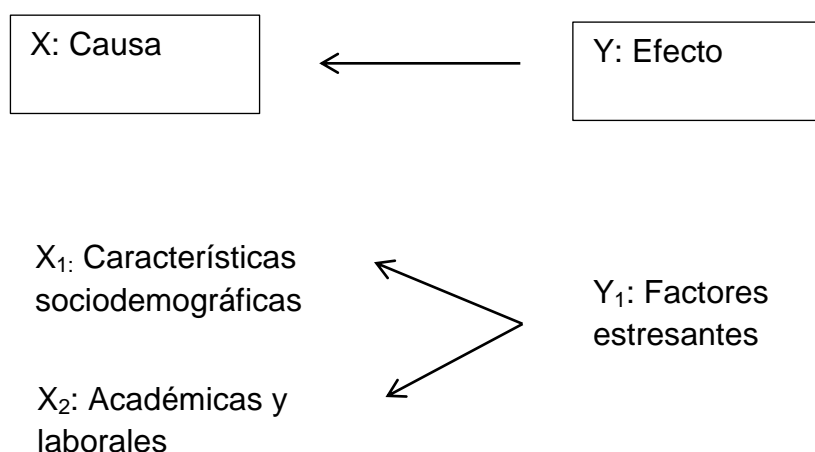 X: Causa
Y: Efecto
X₁: Características
sociodemográficas
Y₁: Factores
estresantes
X₂: Académicas y
laborales